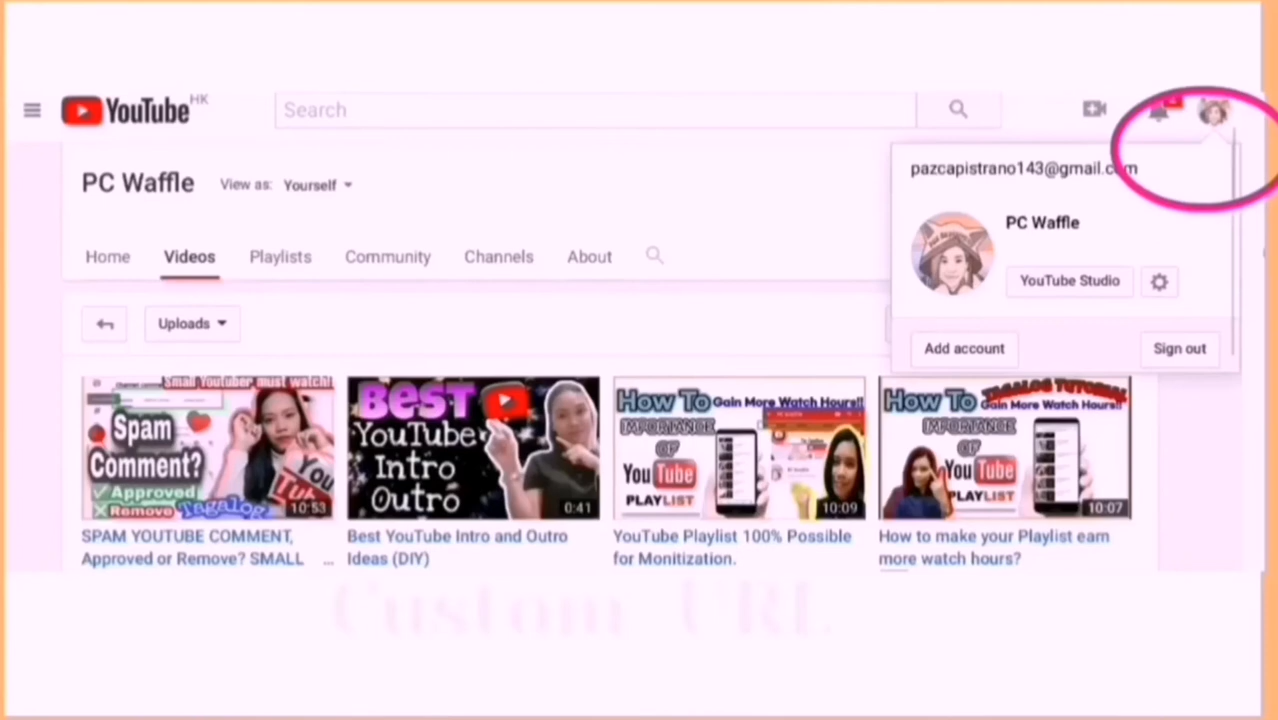 YouTube HK
Search
pazcapistrano143@gmail.com
PC Waffle
View as: Yourself
PC Waffle
YouTube Studio
Home Videos Playlists Community Channels About
Uploads
Add account
Sign out
Small Youtuber must watch!
Spam
Comment?
Approved
Remove
Tagalog
You
Tube
10:53
SPAM YOUTUBE COMMENT,
Approved or Remove? SMALL ...
BEST
YouTube
Intro
Outro
0:41
Best YouTube Intro and Outro
Ideas (DIY)
How To Gain More Watch Hours!!
IMPORTANCE
OF
YouTube
PLAYLIST
10:09
YouTube Playlist 100% Possible
for Monitization.
TAGALOG TUTORIAL
How To Gain More Watch Hours!!
IMPORTANCE
OF
YouTube
PLAYLIST
10:07
How to make your Playlist earn
more watch hours?
Custom URL